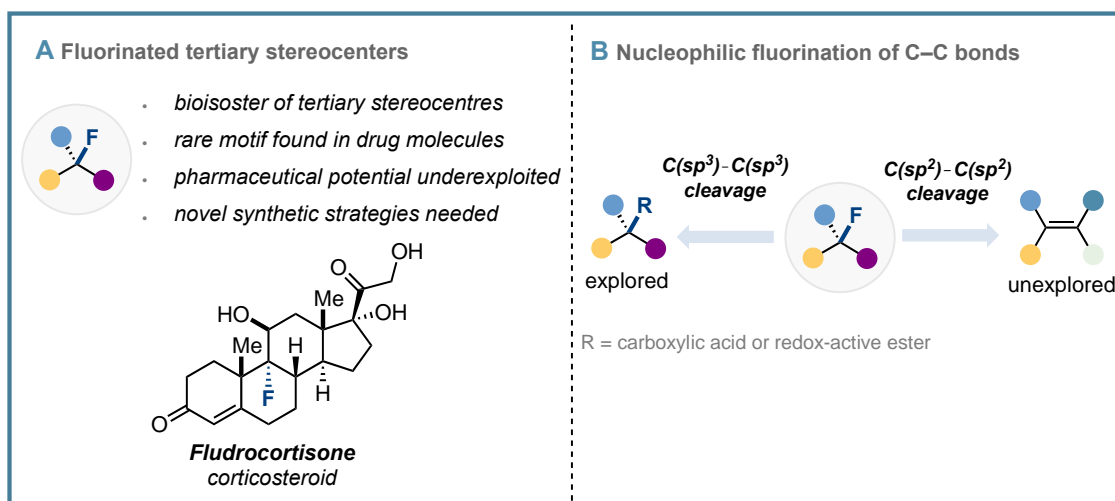 A Fluorinated tertiary stereocenters
F
bioisoster of tertiary stereocentres
rare motif found in drug molecules
pharmaceutical potential underexploited
novel synthetic strategies needed
OH
O
Me
OH
HO
Me
H
F
H
O
Fludrocortisone
corticosteroid
B Nucleophilic fluorination of C–C bonds
C(sp³)–C(sp³)
cleavage
C(sp²)–C(sp²)
cleavage
R
F
explored
unexplored
R = carboxylic acid or redox-active ester